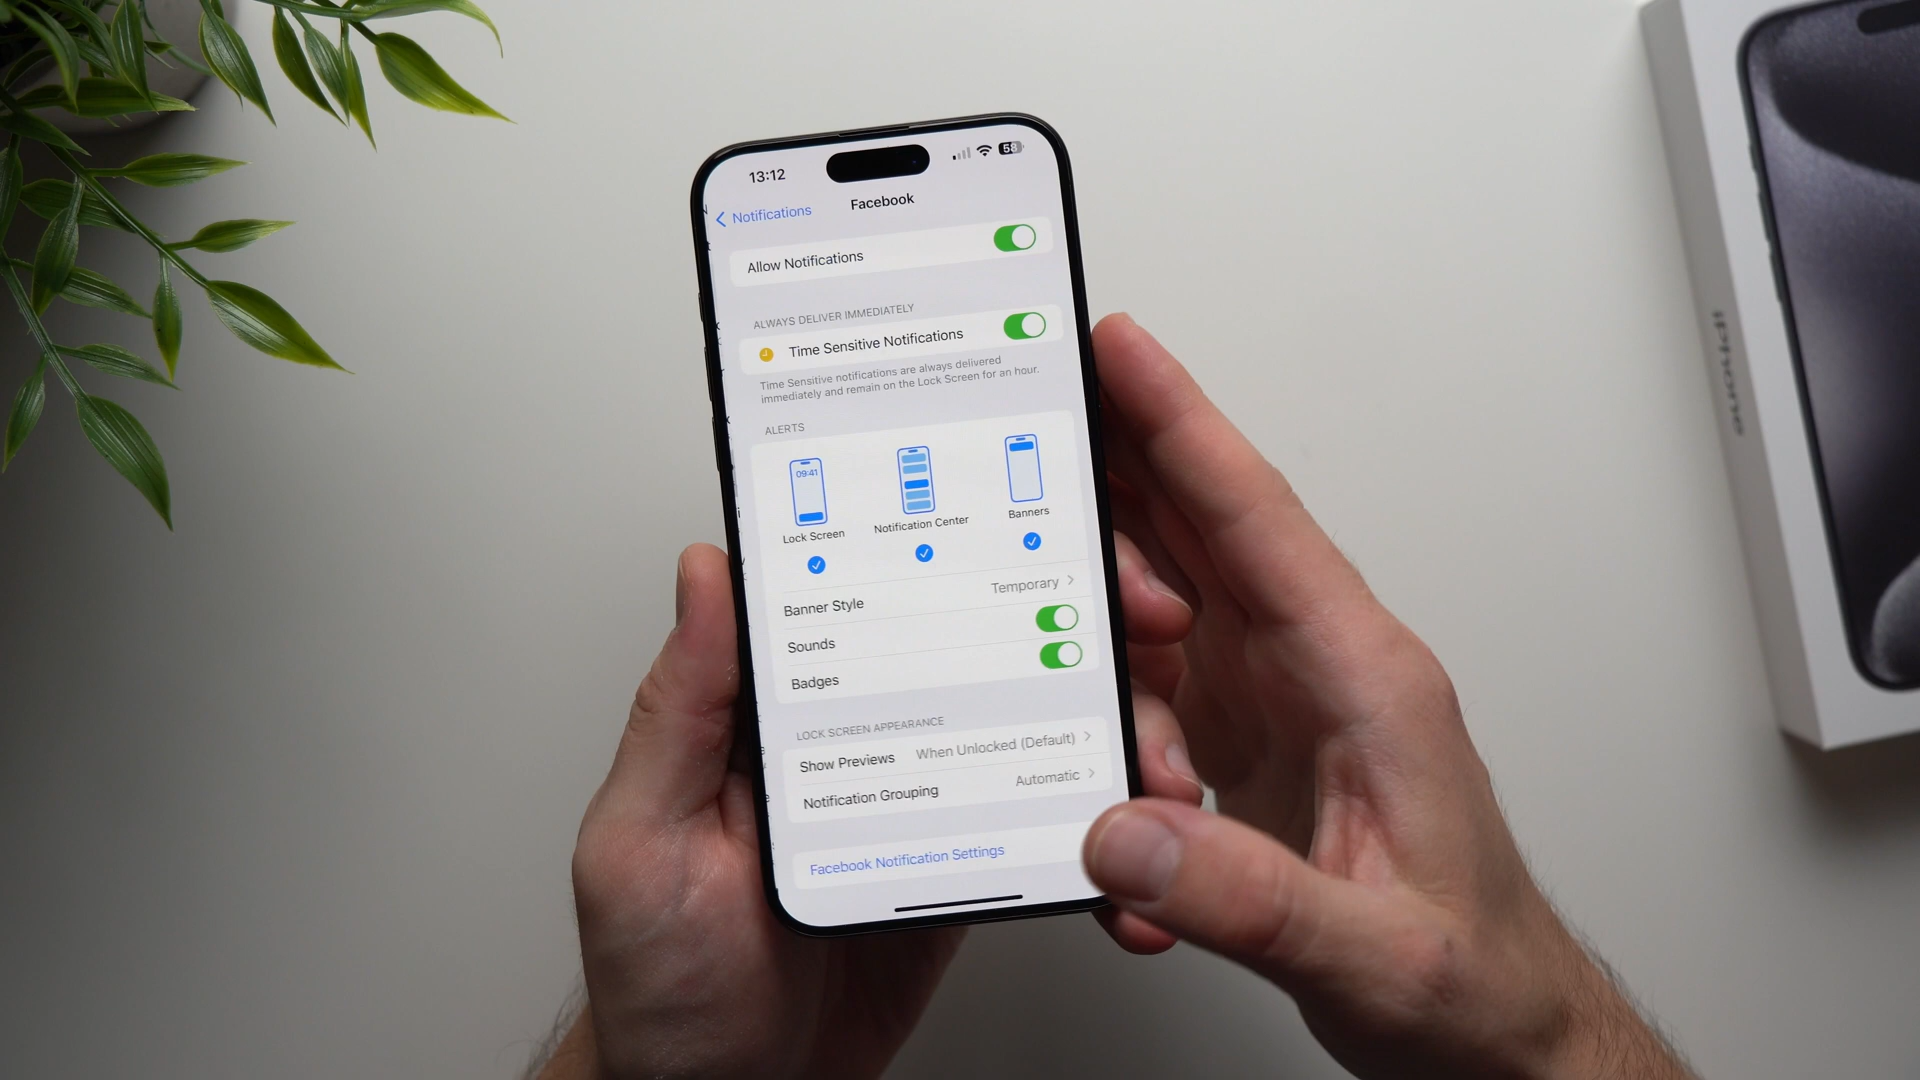 13:12
58
Notifications
Facebook
Allow Notifications
ALWAYS DELIVER IMMEDIATELY
Time Sensitive Notifications
Time Sensitive notifications are always delivered
immediately and remain on the Lock Screen for an hour.
ALERTS
09:41
Lock Screen
Notification Center
Banners
Banner Style
Temporary
Sounds
Badges
LOCK SCREEN APPEARANCE
Show Previews
When Unlocked (Default)
Notification Grouping
Automatic
Facebook Notification Settings
iPhone